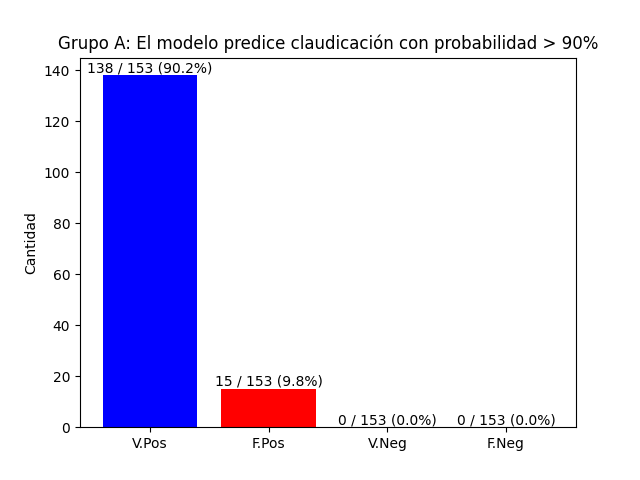 Grupo A: El modelo predice claudicación con probabilidad > 90%
138 / 153 (90.2%)
15 / 153 (9.8%)
0 / 153 (0.0%)
0 / 153 (0.0%)
140
120
100
80
60
40
20
0
Cantidad
V.Pos
F.Pos
V.Neg
F.Neg